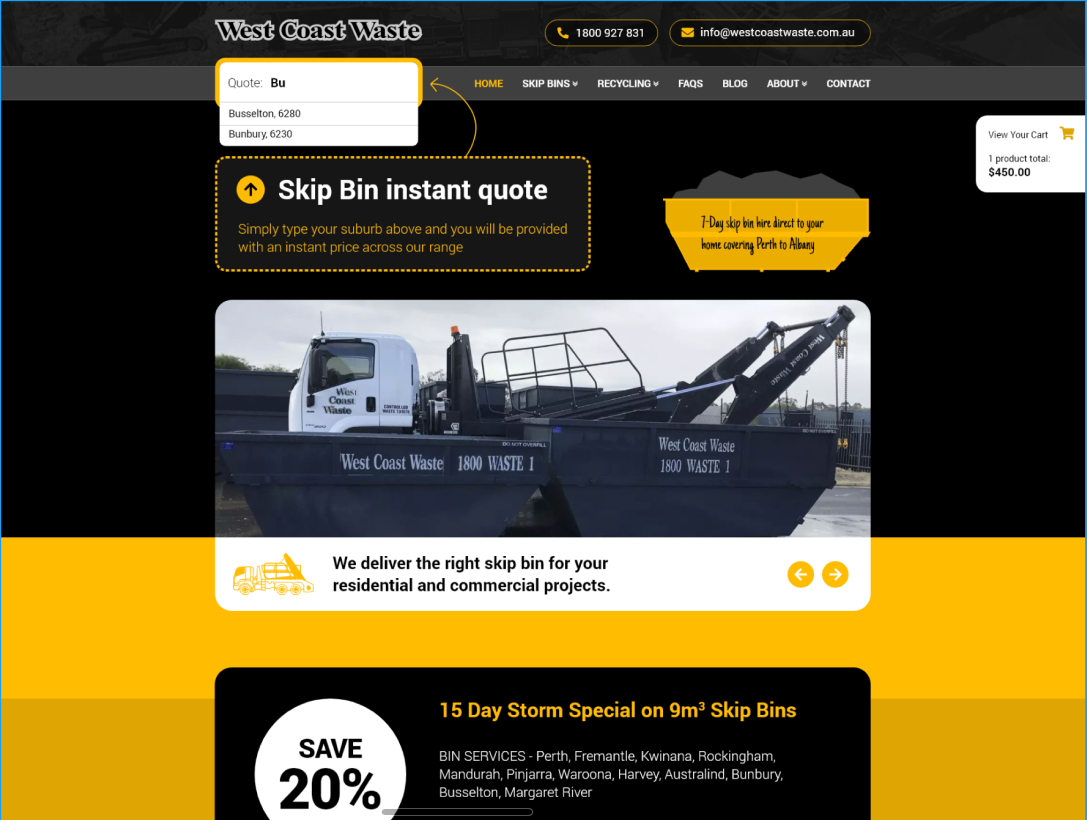 West Coast Waste
1800 927 831
info@westcoastwaste.com.au
Quote: Bu
Busselton, 6280
Bunbury, 6230
HOME
SKIP BINS
RECYCLING
FAQS
BLOG
ABOUT
CONTACT
View Your Cart
1 product total:
$450.00
Skip Bin instant quote
Simply type your suburb above and you will be provided
with an instant price across our range
7-Day skip bin hire direct to your
home covering Perth to Albany
West Coast Waste
West
Coast
Waste
CONTROLLED
DO NOT OVERFILL
DO NOT OVERFILL
West Coast Waste 1800 WASTE 1
West Coast Waste
1800 WASTE 1
We deliver the right skip bin for your
residential and commercial projects.
SAVE
20%
15 Day Storm Special on 9m³ Skip Bins
BIN SERVICES - Perth, Fremantle, Kwinana, Rockingham,
Mandurah, Pinjarra, Waroona, Harvey, Australind, Bunbury,
Busselton, Margaret River